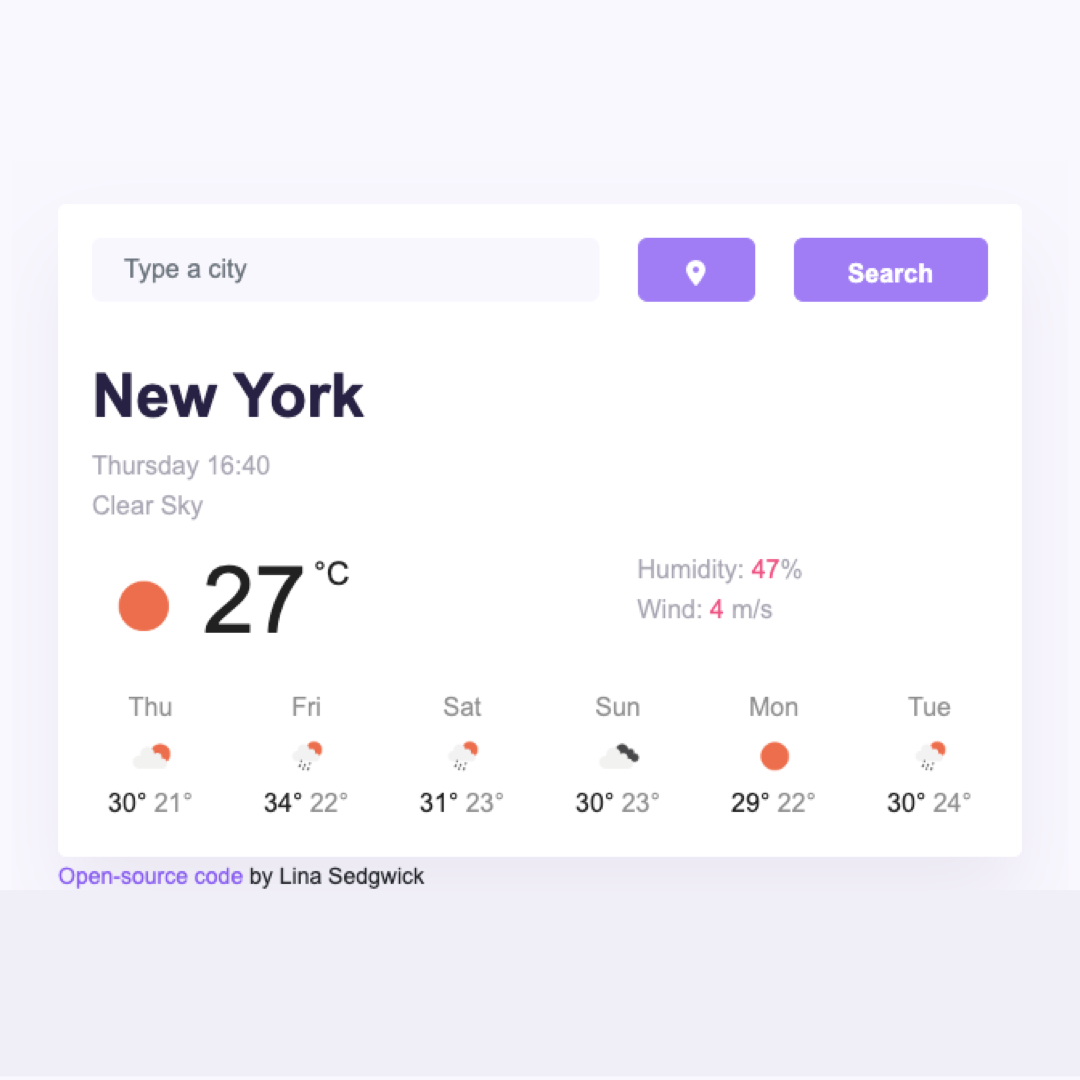 Type a city
Search
New York
Thursday 16:40
Clear Sky
27 °C
Humidity: 47%
Wind: 4 m/s
Thu Fri Sat Sun Mon Tue
30° 21° 34° 22° 31° 23° 30° 23° 29° 22° 30° 24°
Open-source code by Lina Sedgwick